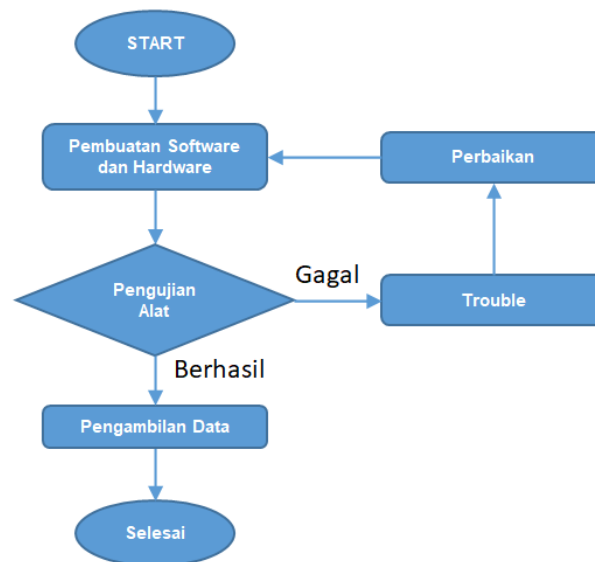 START
Pembuatan Software
dan Hardware
Perbaikan
Pengujian
Alat
Gagal
Trouble
Berhasil
Pengambilan Data
Selesai